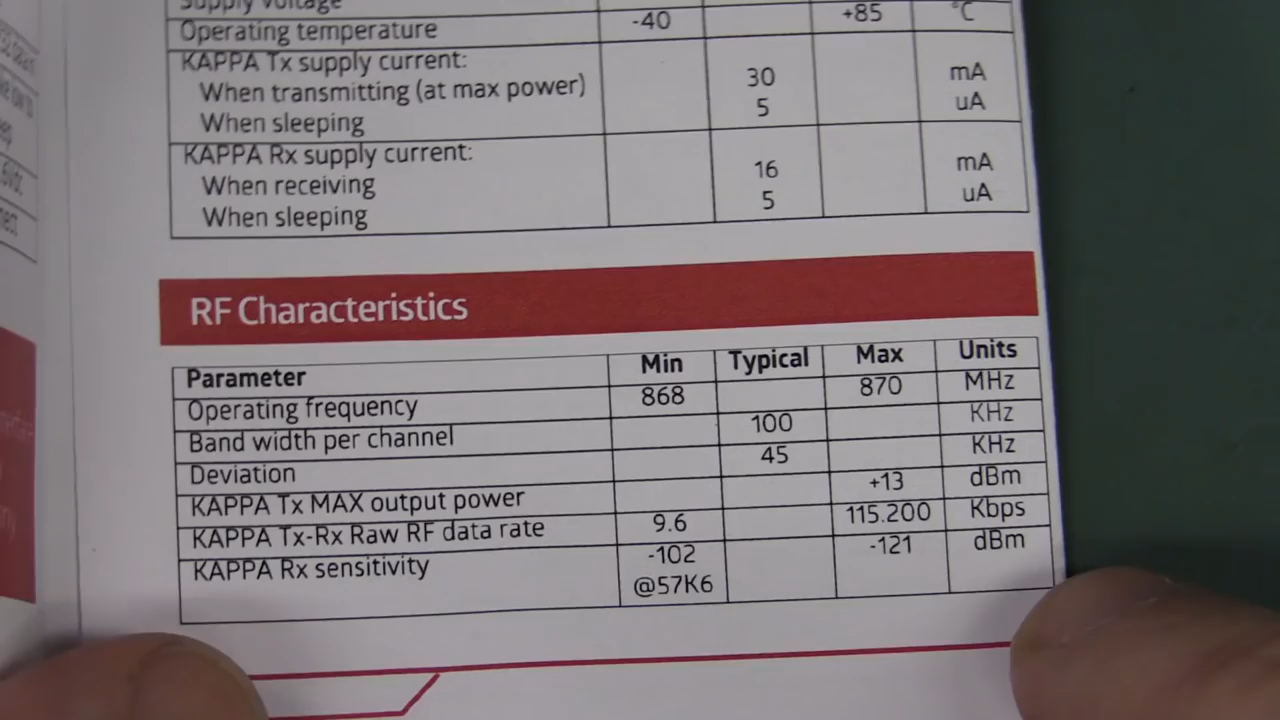 Supply voltage
Operating temperature -40 +85 °C
KAPPA Tx supply current:
When transmitting (at max power) 30 mA
When sleeping 5 uA
KAPPA Rx supply current:
When receiving 16 mA
When sleeping 5 uA
RF Characteristics
Parameter Min Typical Max Units
Operating frequency 868 870 MHz
Band width per channel 100 KHz
Deviation 45 KHz
KAPPA Tx MAX output power +13 dBm
KAPPA Tx-Rx Raw RF data rate 9.6 115.200 Kbps
KAPPA Rx sensitivity -102 -121 dBm
@57K6